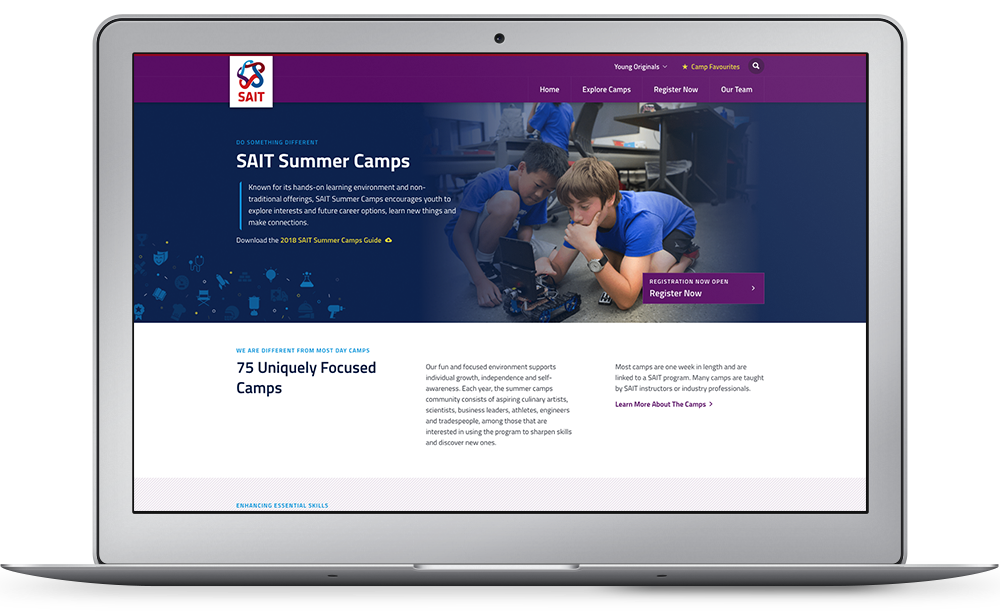 SAIT
Young Originals
Camp Favourites
Home
Explore Camps
Register Now
Our Team
DO SOMETHING DIFFERENT
SAIT Summer Camps
Known for its hands-on learning environment and non-
traditional offerings, SAIT Summer Camps encourages youth to
explore interests and future career options, learn new things and
make connections.
Download the 2018 SAIT Summer Camps Guide
REGISTRATION NOW OPEN
Register Now
WE ARE DIFFERENT FROM MOST DAY CAMPS
75 Uniquely Focused
Camps
Our fun and focused environment supports
individual growth, independence and self-
awareness. Each year, the summer camps
community consists of aspiring culinary artists,
scientists, business leaders, athletes, engineers
and tradespeople, among those that are
interested in using the program to sharpen skills
and discover new ones.
Most camps are one week in length and are
linked to a SAIT program. Many camps are taught
by SAIT instructors or industry professionals.
Learn More About The Camps
ENHANCING ESSENTIAL SKILLS